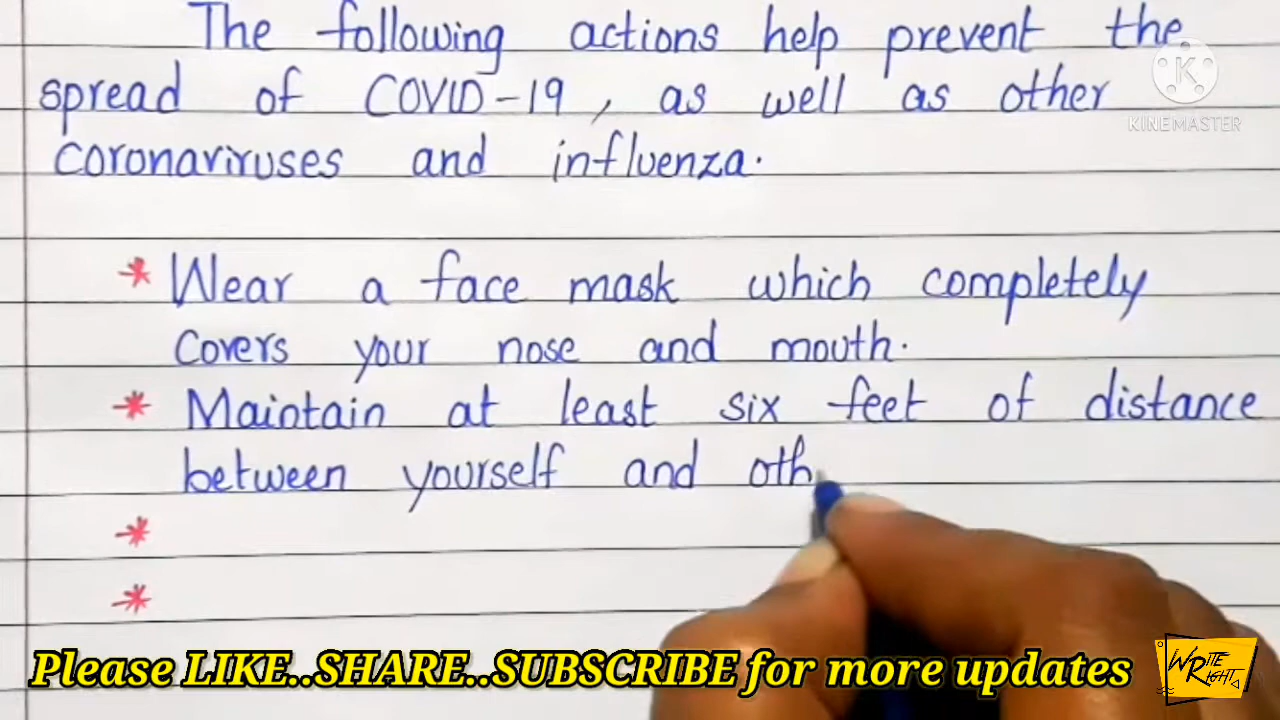 The following actions help prevent the
spread of COVID-19, as well as other
coronaviruses and influenza.
K
KINEMASTER
* Wear a face mask which completely
covers your nose and mouth.
* Maintain at least six feet of distance
between yourself and oth
*
*
Please LIKE..SHARE..SUBSCRIBE for more updates
WRITE
RIGHT